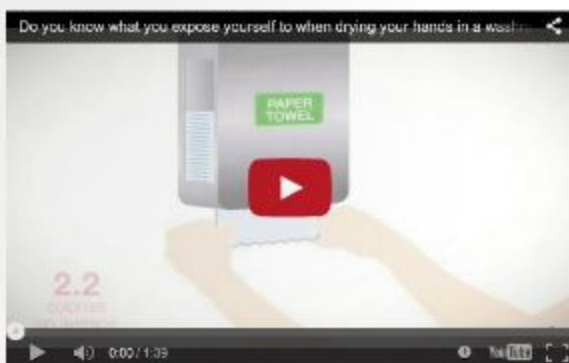 Do you know what you expose yourself to when drying your hands in a
PAPER
TOWEL
2.2
0:00 / 1:39
YouTube